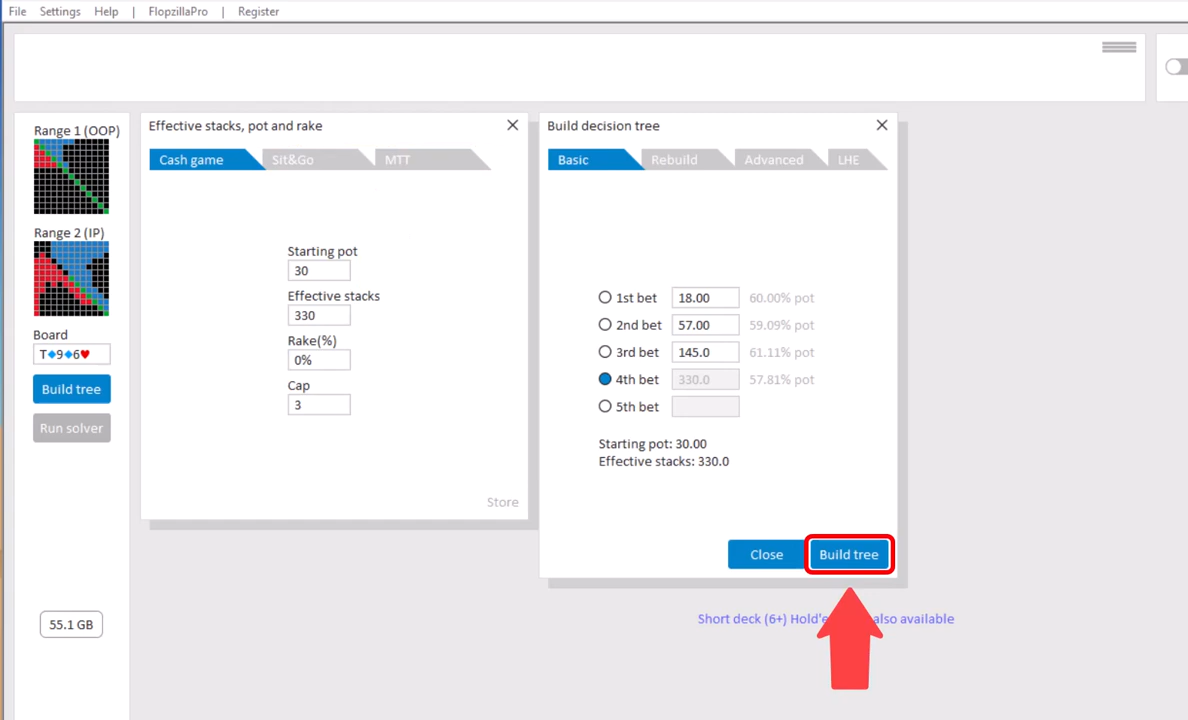 File Settings Help | FlopzillaPro | Register
Range 1 (OOP)
Range 2 (IP)
Board
T◆9◆6♥
Build tree
Run solver
55.1 GB
Effective stacks, pot and rake
Cash game Sit&Go MTT
Starting pot
30
Effective stacks
330
Rake(%)
0%
Cap
3
Store
Build decision tree
Basic Rebuild Advanced LHE
1st bet 18.00 60.00% pot
2nd bet 57.00 59.09% pot
3rd bet 145.0 61.11% pot
4th bet 330.0 57.81% pot
5th bet
Starting pot: 30.00
Effective stacks: 330.0
Close Build tree
Short deck (6+) Hold'e also available